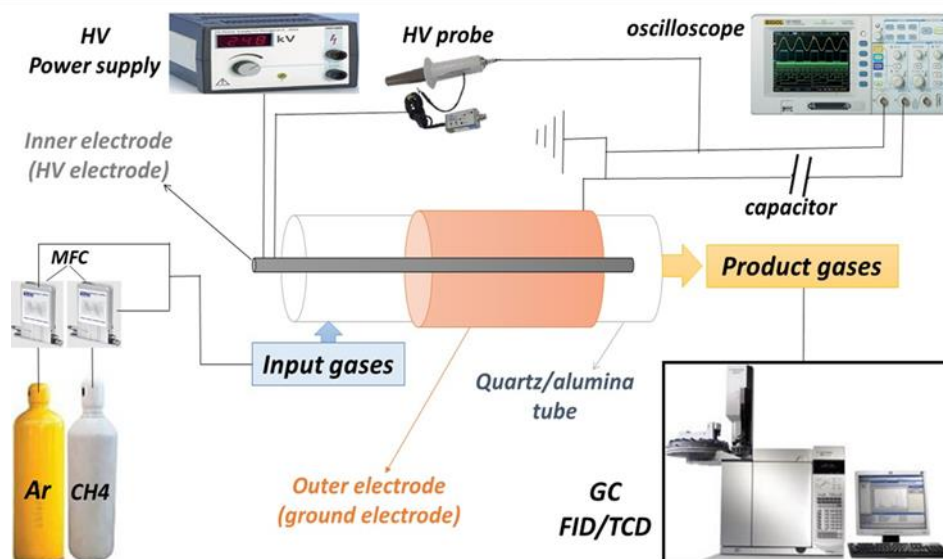 HV
Power supply
kV
HV probe
oscilloscope
Inner electrode
(HV electrode)
capacitor
MFC
Input gases
Product gases
Quartz/alumina
tube
Ar
CH4
Outer electrode
(ground electrode)
GC
FID/TCD